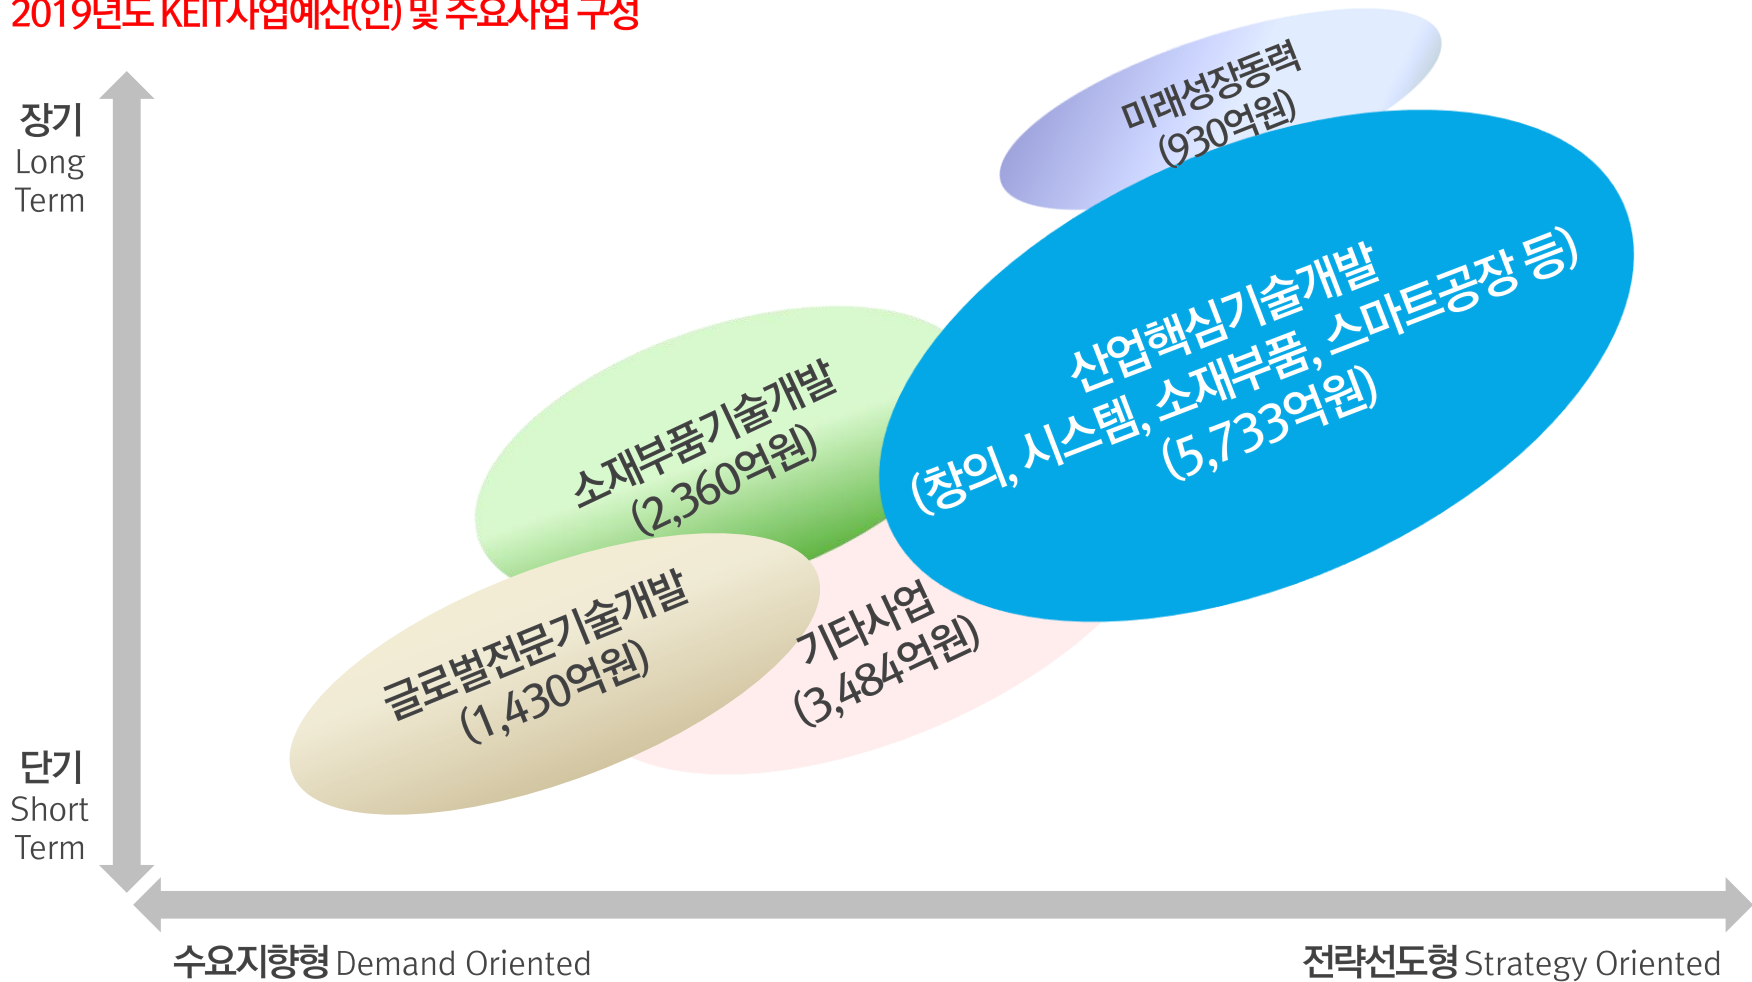 2019년도 KEIT사업예산(안) 및 주요사업 구성
장기
Long
Term
미래성장동력
(930억원)
산업핵심기술개발
(창의, 시스템, 소재부품, 스마트공장 등)
(5,733억원)
소재부품기술개발
(2,360억원)
글로벌전문기술개발
(1,430억원)
기타사업
(3,484억원)
단기
Short
Term
수요지향형 Demand Oriented
전략선도형 Strategy Oriented